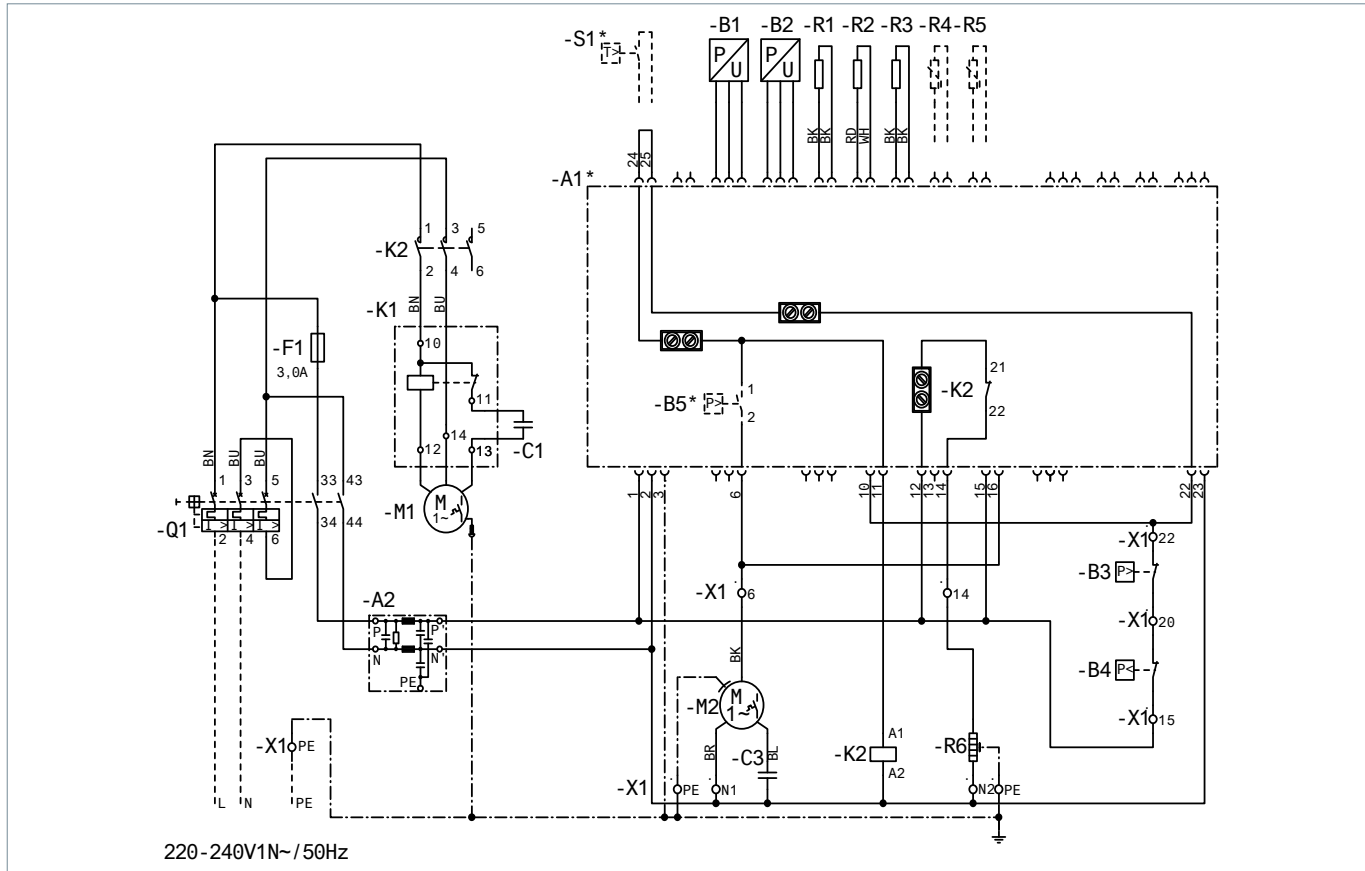 -B1 -B2 -R1 -R2 -R3 -R4 -R5
-S1*
T>
P U
P U
BK
BK
RD
WH
BK
BK
24
25
-A1*
1 3 5
-K2
2 4 6
BN BU
-K1
10
-F1
3,0A
11
12
14
13
-C1
21
-K2
22
1
-B5* P>
2
BN BU BU
1 3 5 33 43
-Q1
I> I> I>
2 4 6 34 44
M
1~
-M1
1 2 3 6 10 11 12 13 14 15 16 22 23
-X1 22
-B3 P>
-X1 20
-B4 P<
-X1 15
-X1 6
14
-A2
P P'
N N'
PE
BK
M
1~
-M2
BR
BL
-C3
A1
-K2
A2
-R6
-X1 PE
-X1 PE
N1
N2
PE
L N PE
220-240V1N~/50Hz